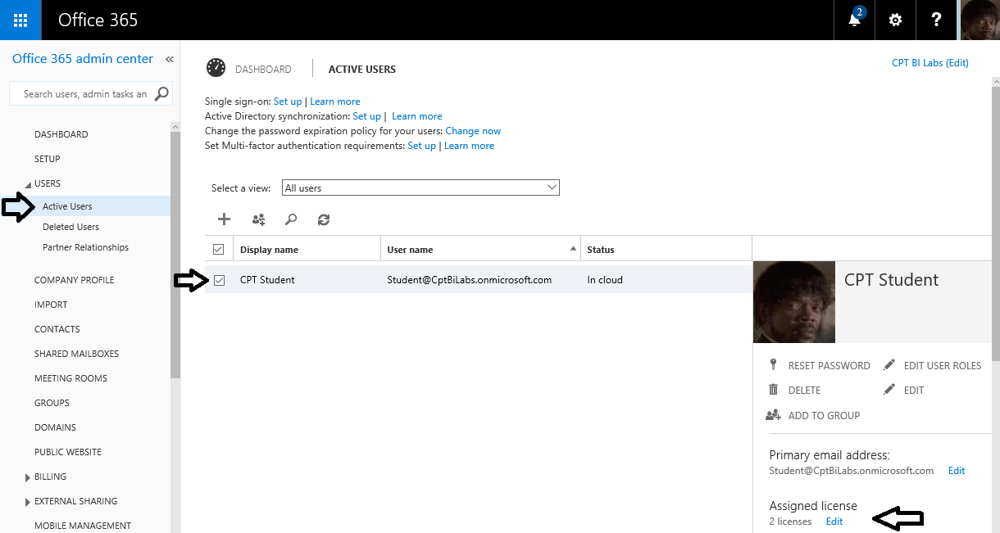 Office 365
2
?
Office 365 admin center «
Search users, admin tasks an
DASHBOARD
SETUP
USERS
Active Users
Deleted Users
Partner Relationships
COMPANY PROFILE
IMPORT
CONTACTS
SHARED MAILBOXES
MEETING ROOMS
GROUPS
DOMAINS
PUBLIC WEBSITE
BILLING
EXTERNAL SHARING
MOBILE MANAGEMENT
DASHBOARD | ACTIVE USERS
CPT BI Labs (Edit)
Single sign-on: Set up | Learn more
Active Directory synchronization: Set up | Learn more
Change the password expiration policy for your users: Change now
Set Multi-factor authentication requirements: Set up | Learn more
Select a view: All users
Display name User name Status
CPT Student Student@CptBiLabs.onmicrosoft.com In cloud
CPT Student
RESET PASSWORD EDIT USER ROLES
DELETE EDIT
ADD TO GROUP
Primary email address:
Student@CptBiLabs.onmicrosoft.com Edit
Assigned license
2 licenses Edit